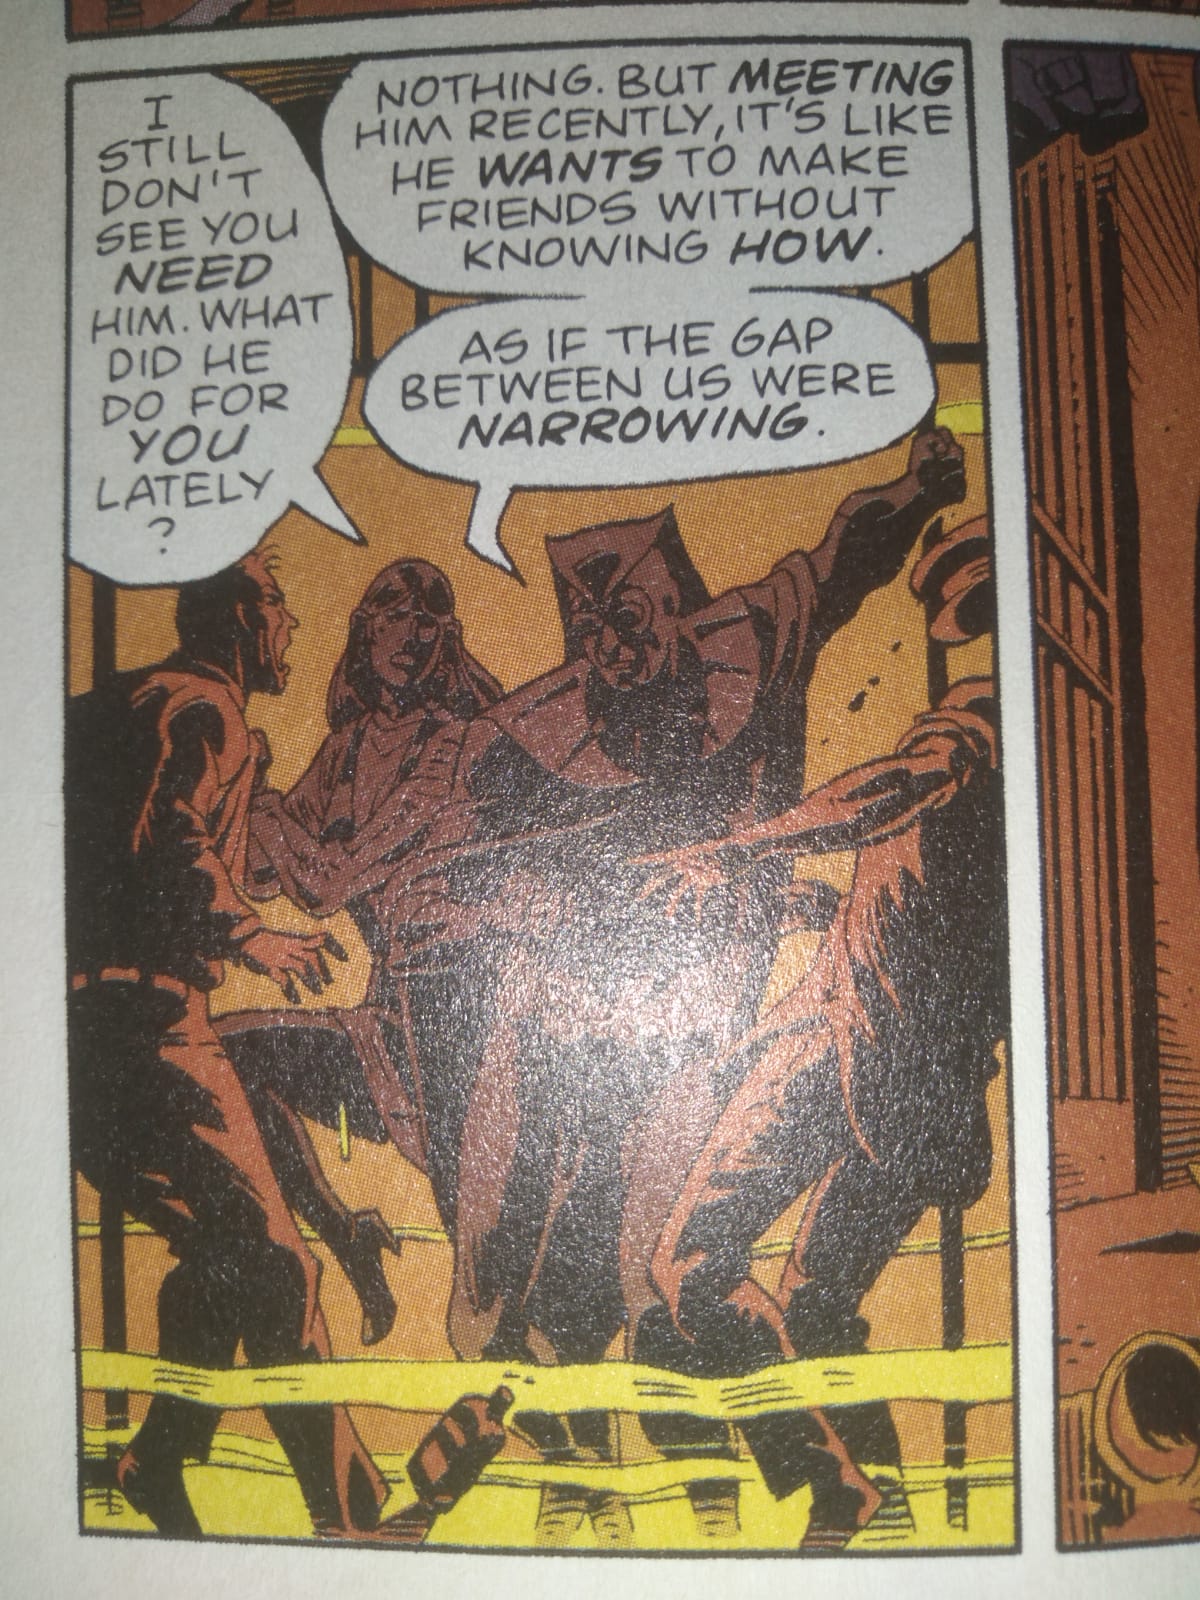 I
STILL
DON'T
SEE YOU
NEED
HIM. WHAT
DID HE
DO FOR
YOU
LATELY
?
NOTHING. BUT MEETING
HIM RECENTLY, IT'S LIKE
HE WANTS TO MAKE
FRIENDS WITHOUT
KNOWING HOW.
AS IF THE GAP
BETWEEN US WERE
NARROWING.